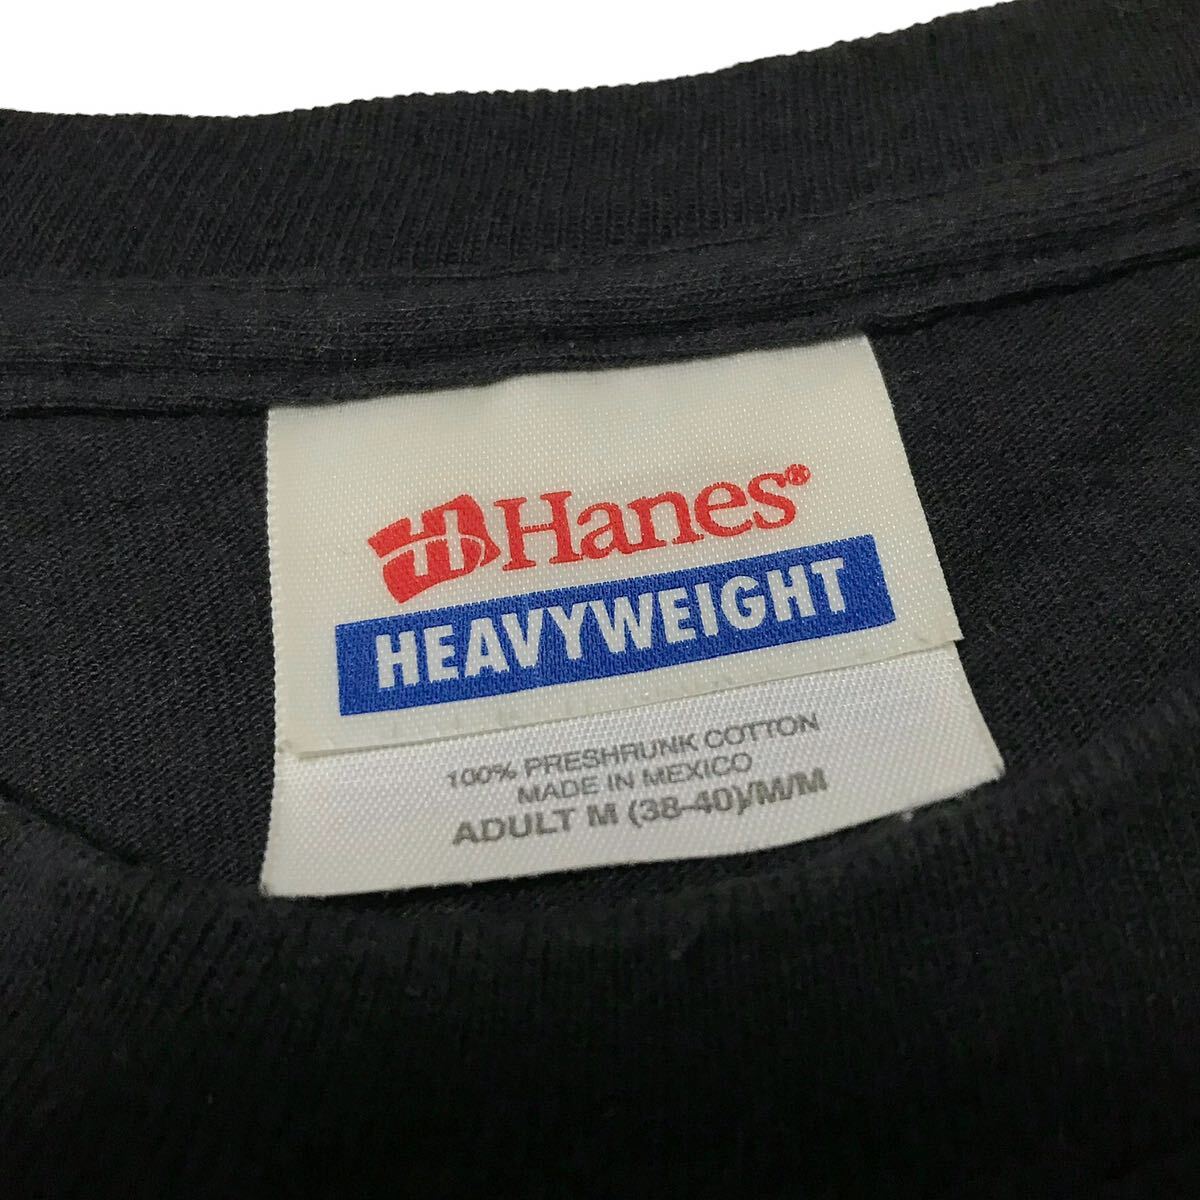 H Hanes®
HEAVYWEIGHT
100% PRESHRUNK COTTON
MADE IN MEXICO
ADULT M (38-40)/M/M